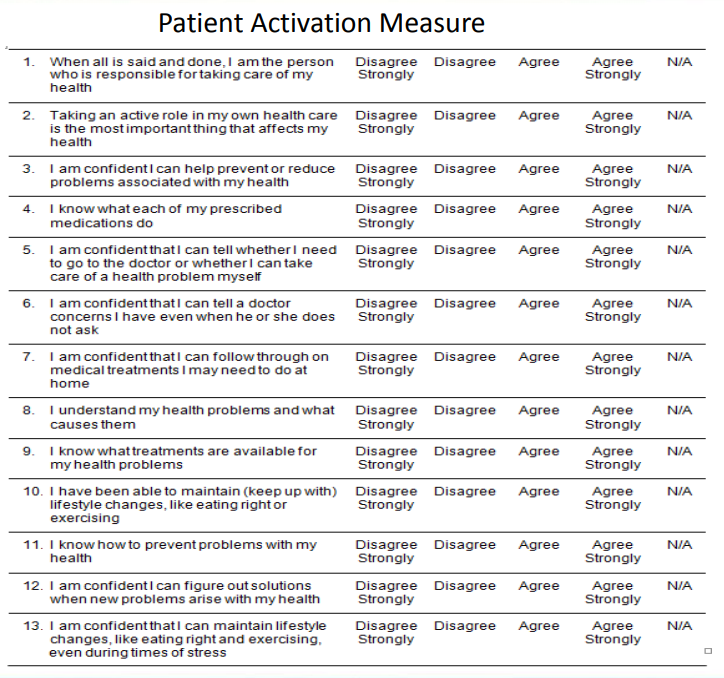 Patient Activation Measure
1. When all is said and done, I am the person Disagree Disagree Agree Agree N/A
who is responsible for taking care of my Strongly Strongly
health
2. Taking an active role in my own health care Disagree Disagree Agree Agree N/A
is the most important thing that affects my Strongly Strongly
health
3. I am confident I can help prevent or reduce Disagree Disagree Agree Agree N/A
problems associated with my health Strongly Strongly
4. I know what each of my prescribed Disagree Disagree Agree Agree N/A
medications do Strongly Strongly
5. I am confident that I can tell whether I need Disagree Disagree Agree Agree N/A
to go to the doctor or whether I can take Strongly Strongly
care of a health problem myself
6. I am confident that I can tell a doctor Disagree Disagree Agree Agree N/A
concerns I have even when he or she does Strongly Strongly
not ask
7. I am confident that I can follow through on Disagree Disagree Agree Agree N/A
medical treatments I may need to do at Strongly Strongly
home
8. I understand my health problems and what Disagree Disagree Agree Agree N/A
causes them Strongly Strongly
9. I know what treatments are available for Disagree Disagree Agree Agree N/A
my health problems Strongly Strongly
10. I have been able to maintain (keep up with) Disagree Disagree Agree Agree N/A
lifestyle changes, like eating right or Strongly Strongly
exercising
11. I know how to prevent problems with my Disagree Disagree Agree Agree N/A
health Strongly Strongly
12. I am confident I can figure out solutions Disagree Disagree Agree Agree N/A
when new problems arise with my health Strongly Strongly
13. I am confident that I can maintain lifestyle Disagree Disagree Agree Agree N/A
changes, like eating right and exercising, Strongly Strongly
even during times of stress